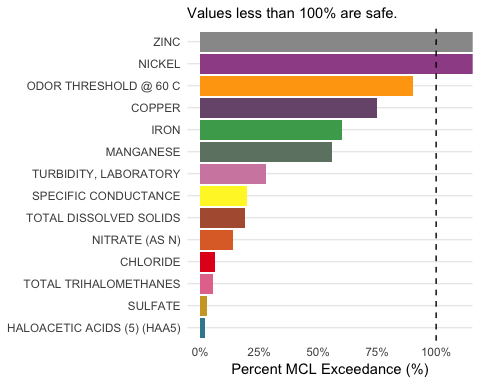 Values less than 100% are safe.
ZINC
NICKEL
ODOR THRESHOLD @ 60 C
COPPER
IRON
MANGANESE
TURBIDITY, LABORATORY
SPECIFIC CONDUCTANCE
TOTAL DISSOLVED SOLIDS
NITRATE (AS N)
CHLORIDE
TOTAL TRIHALOMETHANES
SULFATE
HALOACETIC ACIDS (5) (HAA5)
0% 25% 50% 75% 100%
Percent MCL Exceedance (%)